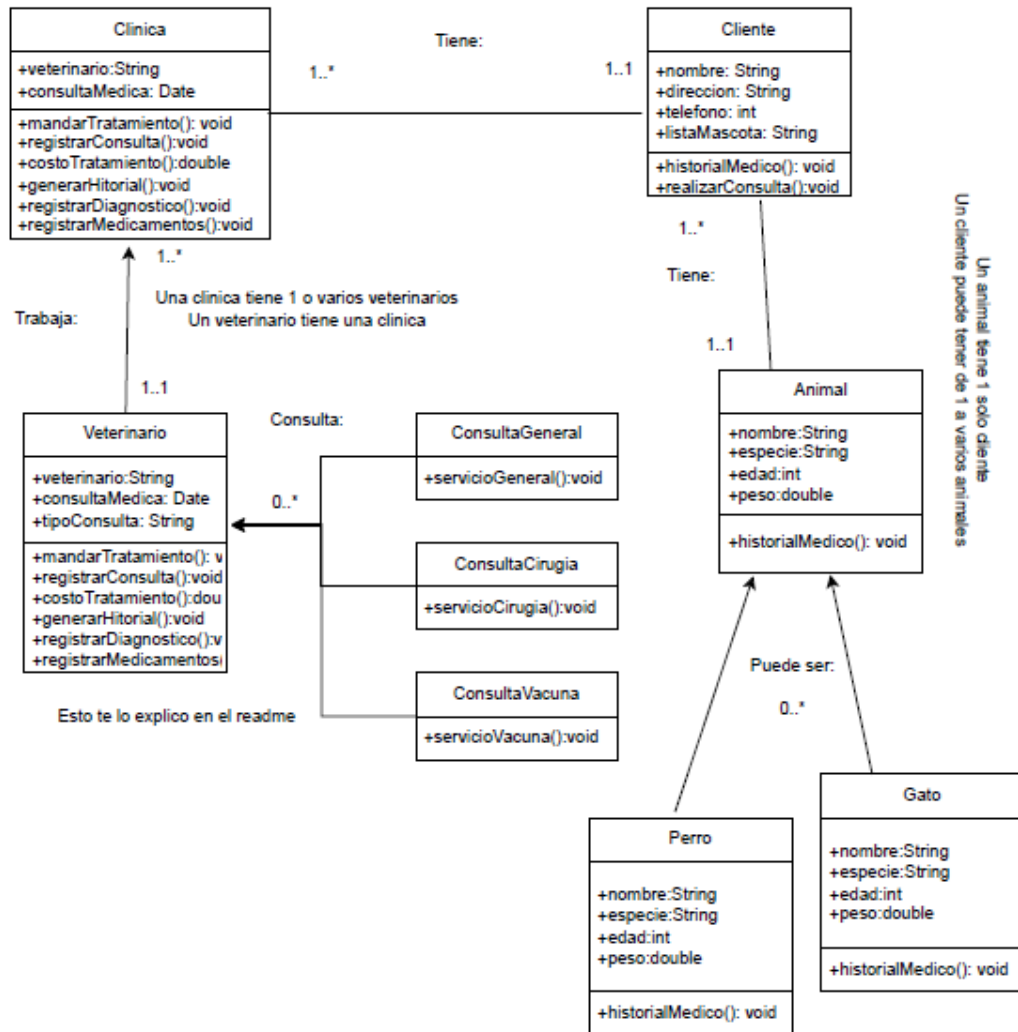 Clinica
+veterinario:String
+consultaMedica: Date
+mandarTratamiento(): void
+registrarConsulta():void
+costoTratamiento():double
+generarHitorial():void
+registrarDiagnostico():void
+registrarMedicamentos():void
Tiene:
1..*
1..1
Cliente
+nombre: String
+direccion: String
+telefono: int
+listaMascota: String
+historialMedico(): void
+realizarConsulta():void
1..*
Tiene:
1..1
Un animal tiene 1 solo cliente
Un cliente puede tener de 1 a varios animales
1..*
Trabaja:
Una clinica tiene 1 o varios veterinarios
Un veterinario tiene una clinica
1..1
Veterinario
+veterinario:String
+consultaMedica: Date
+tipoConsulta: String
+mandarTratamiento(): v
+registrarConsulta():void
+costoTratamiento():dou
+generarHitorial():void
+registrarDiagnostico():v
+registrarMedicamentos(
Consulta:
0..*
ConsultaGeneral
+servicioGeneral():void
ConsultaCirugia
+servicioCirugia():void
ConsultaVacuna
+servicioVacuna():void
Esto te lo explico en el readme
Animal
+nombre:String
+especie:String
+edad:int
+peso:double
+historialMedico(): void
Puede ser:
0..*
Perro
+nombre:String
+especie:String
+edad:int
+peso:double
+historialMedico(): void
Gato
+nombre:String
+especie:String
+edad:int
+peso:double
+historialMedico(): void